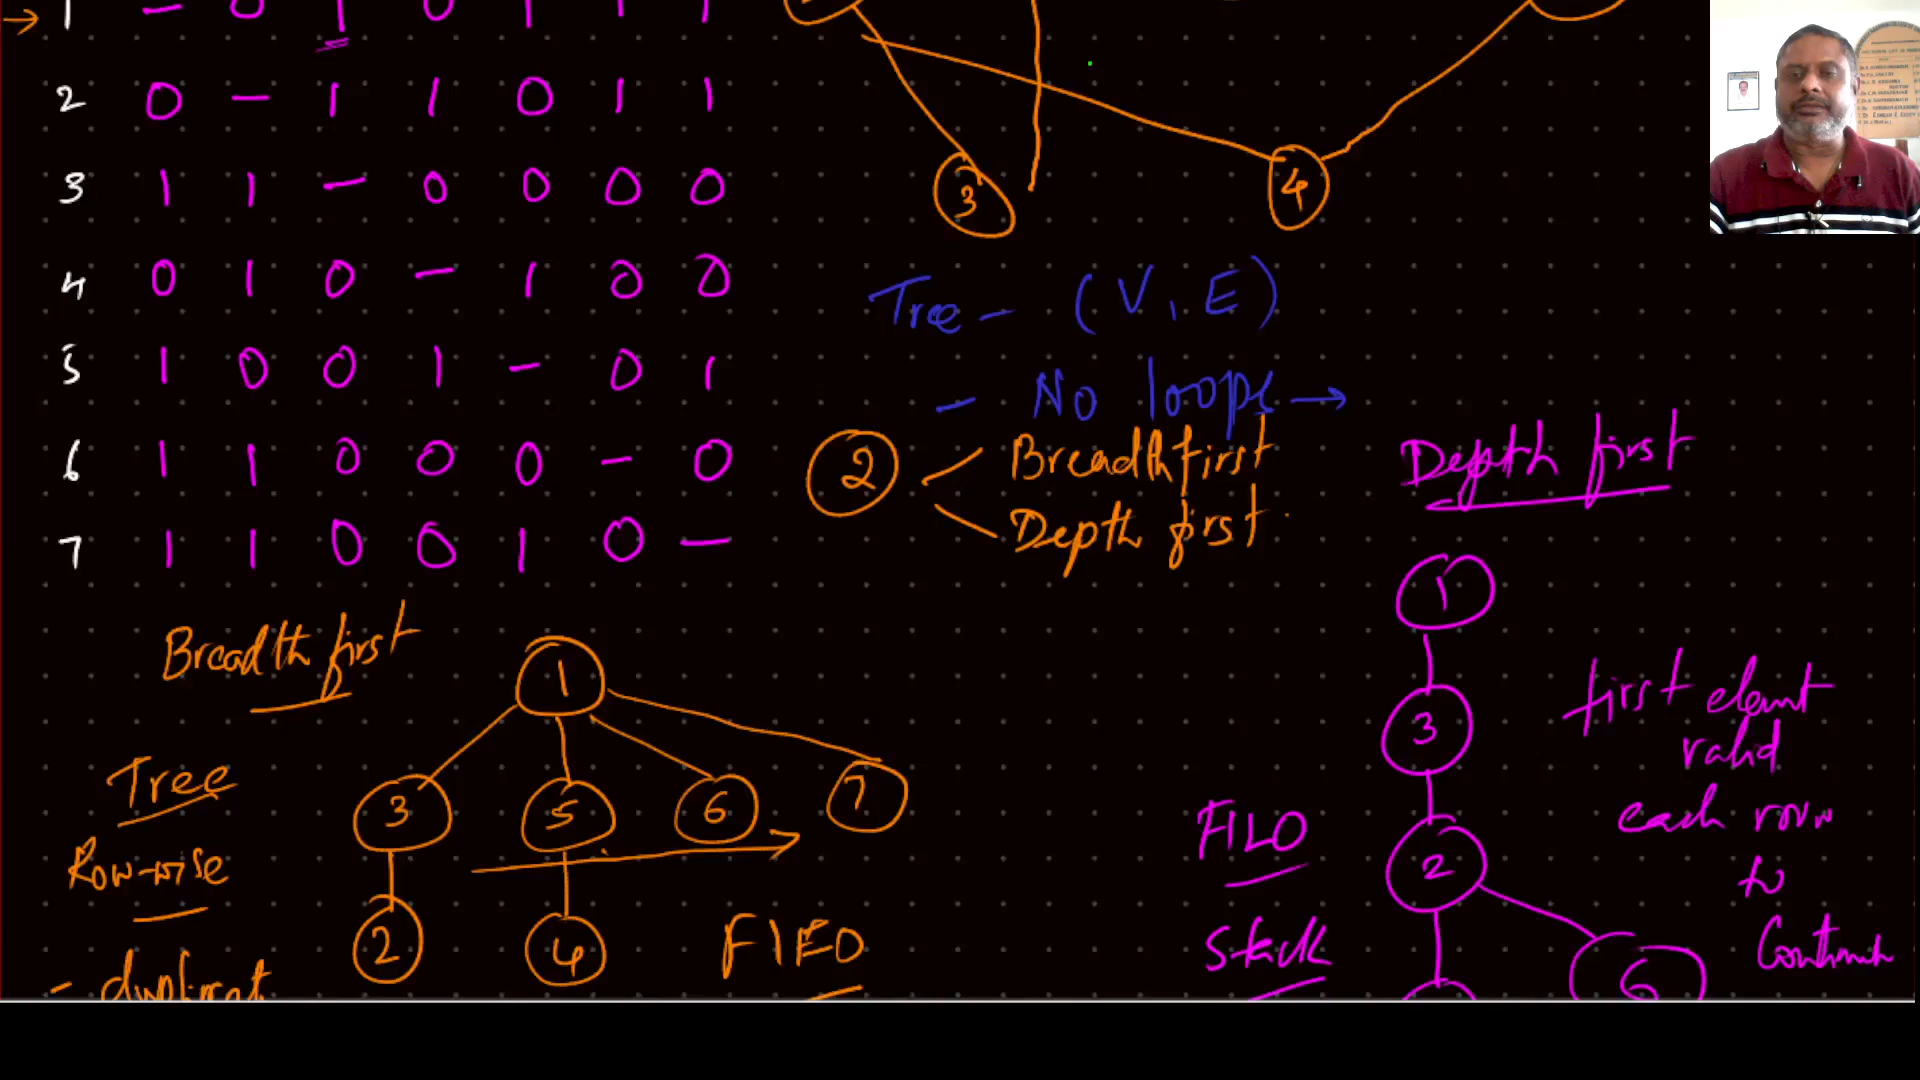 1 - 0 1 0 1 1 1
2 0 - 1 1 0 1 1
3 1 1 - 0 0 0 0
4 0 1 0 - 1 0 0
5 1 0 0 1 - 0 1
6 1 1 0 0 0 - 0
7 1 1 0 0 1 0 -
3
4
Tree - (V, E)
- No loops →
2
Breadth first
Depth first
Depth first
1
3
2
6
first elemt
valid
each row
to
FILO
Stack
Breadth first
1
3 5 6 7
2 4
Tree
Row-wise
FIFO